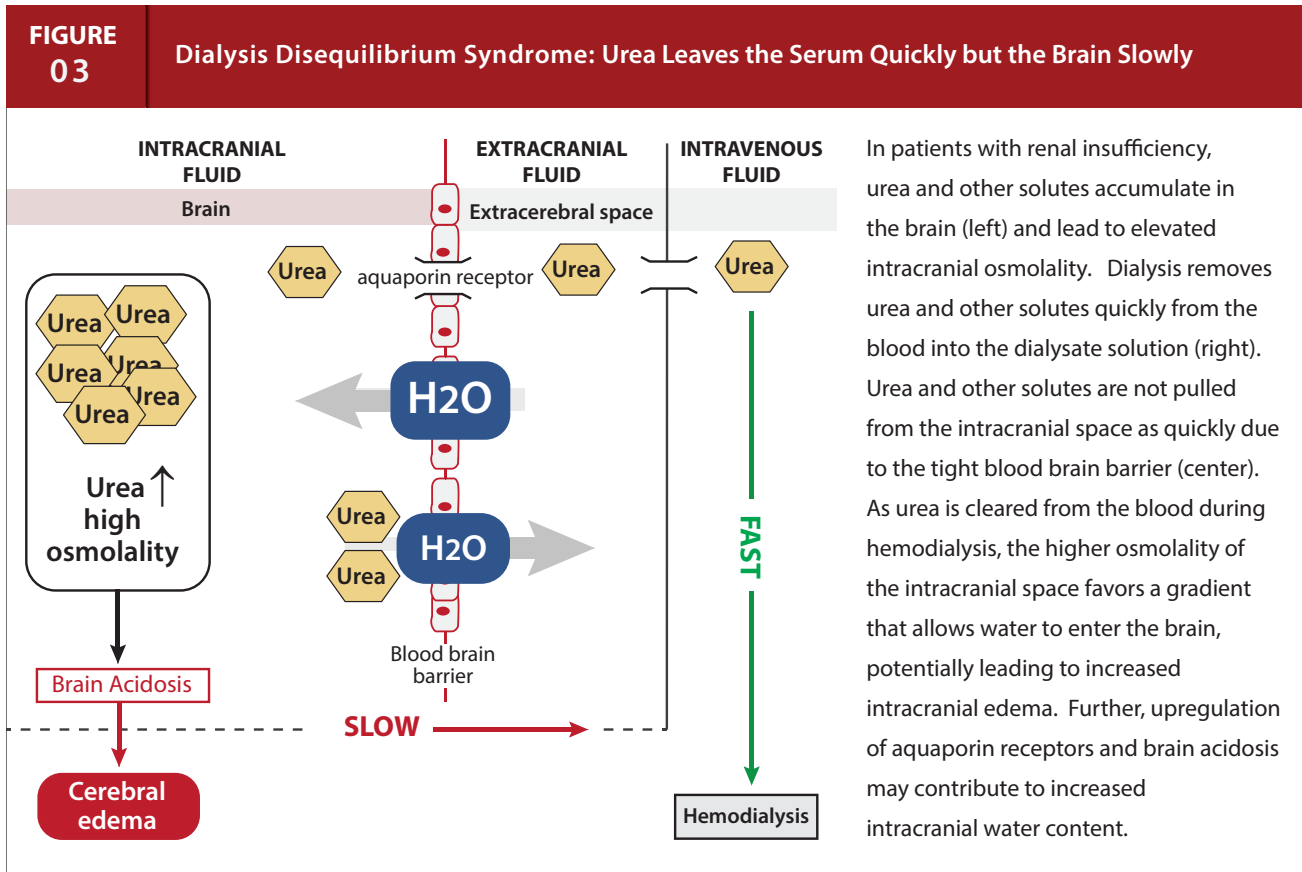 FIGURE
03
Dialysis Disequilibrium Syndrome: Urea Leaves the Serum Quickly but the Brain Slowly
INTRACRANIAL
FLUID
EXTRACRANIAL
FLUID
INTRAVENOUS
FLUID
Brain
Extracerebral space
Urea
aquaporin receptor
Urea
Urea
Urea
Urea
Urea
Urea
Urea
Urea
H2O
Urea ↑
high
osmolality
Urea
Urea
H2O
FAST
Blood brain
barrier
Brain Acidosis
SLOW
Cerebral
edema
Hemodialysis
In patients with renal insufficiency,
urea and other solutes accumulate in
the brain (left) and lead to elevated
intracranial osmolality. Dialysis removes
urea and other solutes quickly from the
blood into the dialysate solution (right).
Urea and other solutes are not pulled
from the intracranial space as quickly due
to the tight blood brain barrier (center).
As urea is cleared from the blood during
hemodialysis, the higher osmolality of
the intracranial space favors a gradient
that allows water to enter the brain,
potentially leading to increased
intracranial edema. Further, upregulation
of aquaporin receptors and brain acidosis
may contribute to increased
intracranial water content.